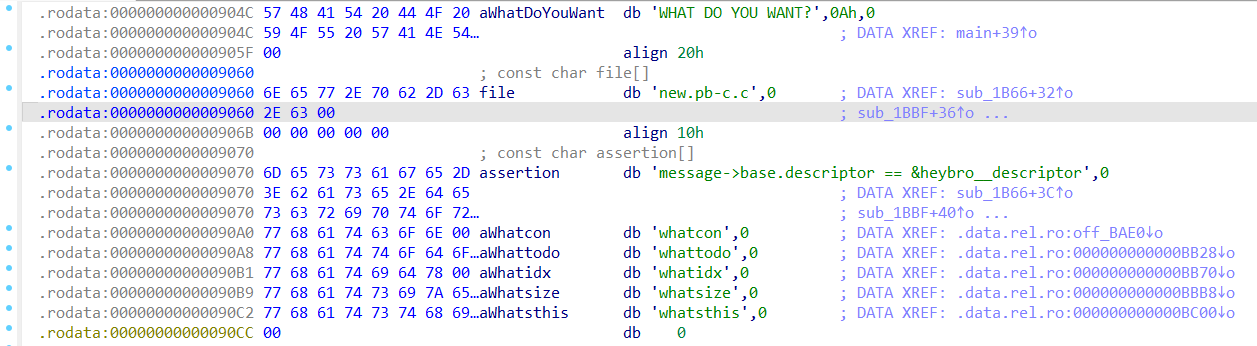 .rodata:000000000000904C 57 48 41 54 20 44 4F 20 aWhatDoYouWant db 'WHAT DO YOU WANT?',0Ah,0
.rodata:000000000000904C 59 4F 55 20 57 41 4E 54… ; DATA XREF: main+39↑o
.rodata:000000000000905F 00 align 20h
.rodata:0000000000009060 ; const char file[]
.rodata:0000000000009060 6E 65 77 2E 70 62 2D 63 file db 'new.pb-c.c',0 ; DATA XREF: sub_1B66+32↑o
.rodata:0000000000009060 2E 63 00 ; sub_1BBF+36↑o ...
.rodata:000000000000906B 00 00 00 00 00 align 10h
.rodata:0000000000009070 ; const char assertion[]
.rodata:0000000000009070 6D 65 73 73 61 67 65 2D assertion db 'message->base.descriptor == &heybro__descriptor',0
.rodata:0000000000009070 3E 62 61 73 65 2E 64 65 ; DATA XREF: sub_1B66+3C↑o
.rodata:0000000000009070 73 63 72 69 70 74 6F 72… ; sub_1BBF+40↑o ...
.rodata:00000000000090A0 77 68 61 74 63 6F 6E 00 aWhatcon db 'whatcon',0 ; DATA XREF: .data.rel.ro:off_BAE0↓o
.rodata:00000000000090A8 77 68 61 74 74 6F 64 6F… aWhattodo db 'whattodo',0 ; DATA XREF: .data.rel.ro:000000000000BB28↓o
.rodata:00000000000090B1 77 68 61 74 69 64 78 00 aWhatidx db 'whatidx',0 ; DATA XREF: .data.rel.ro:000000000000BB70↓o
.rodata:00000000000090B9 77 68 61 74 73 69 7A 65… aWhatsize db 'whatsize',0 ; DATA XREF: .data.rel.ro:000000000000BBB8↓o
.rodata:00000000000090C2 77 68 61 74 73 74 68 69… aWhatsthis db 'whatsthis',0 ; DATA XREF: .data.rel.ro:000000000000BC00↓o
.rodata:00000000000090CC 00 db 0